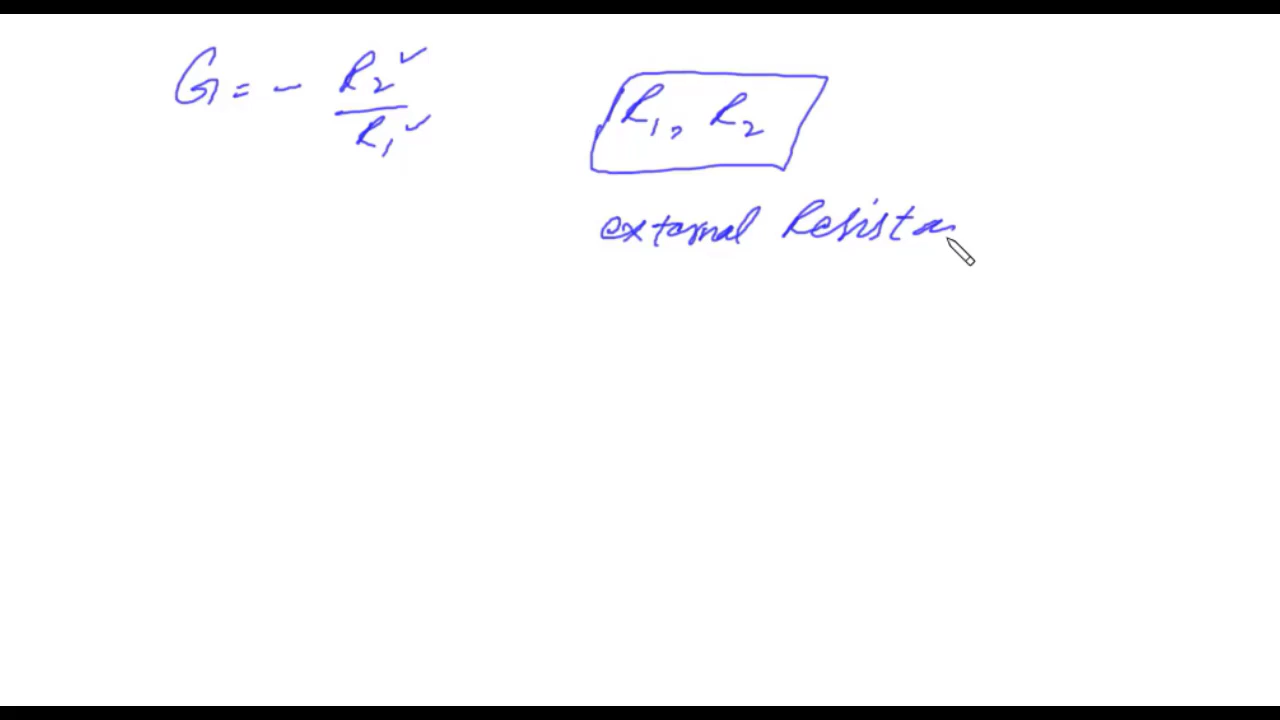 G = - R₂ ✓ / R₁ ✓
R₁, R₂
external Resista